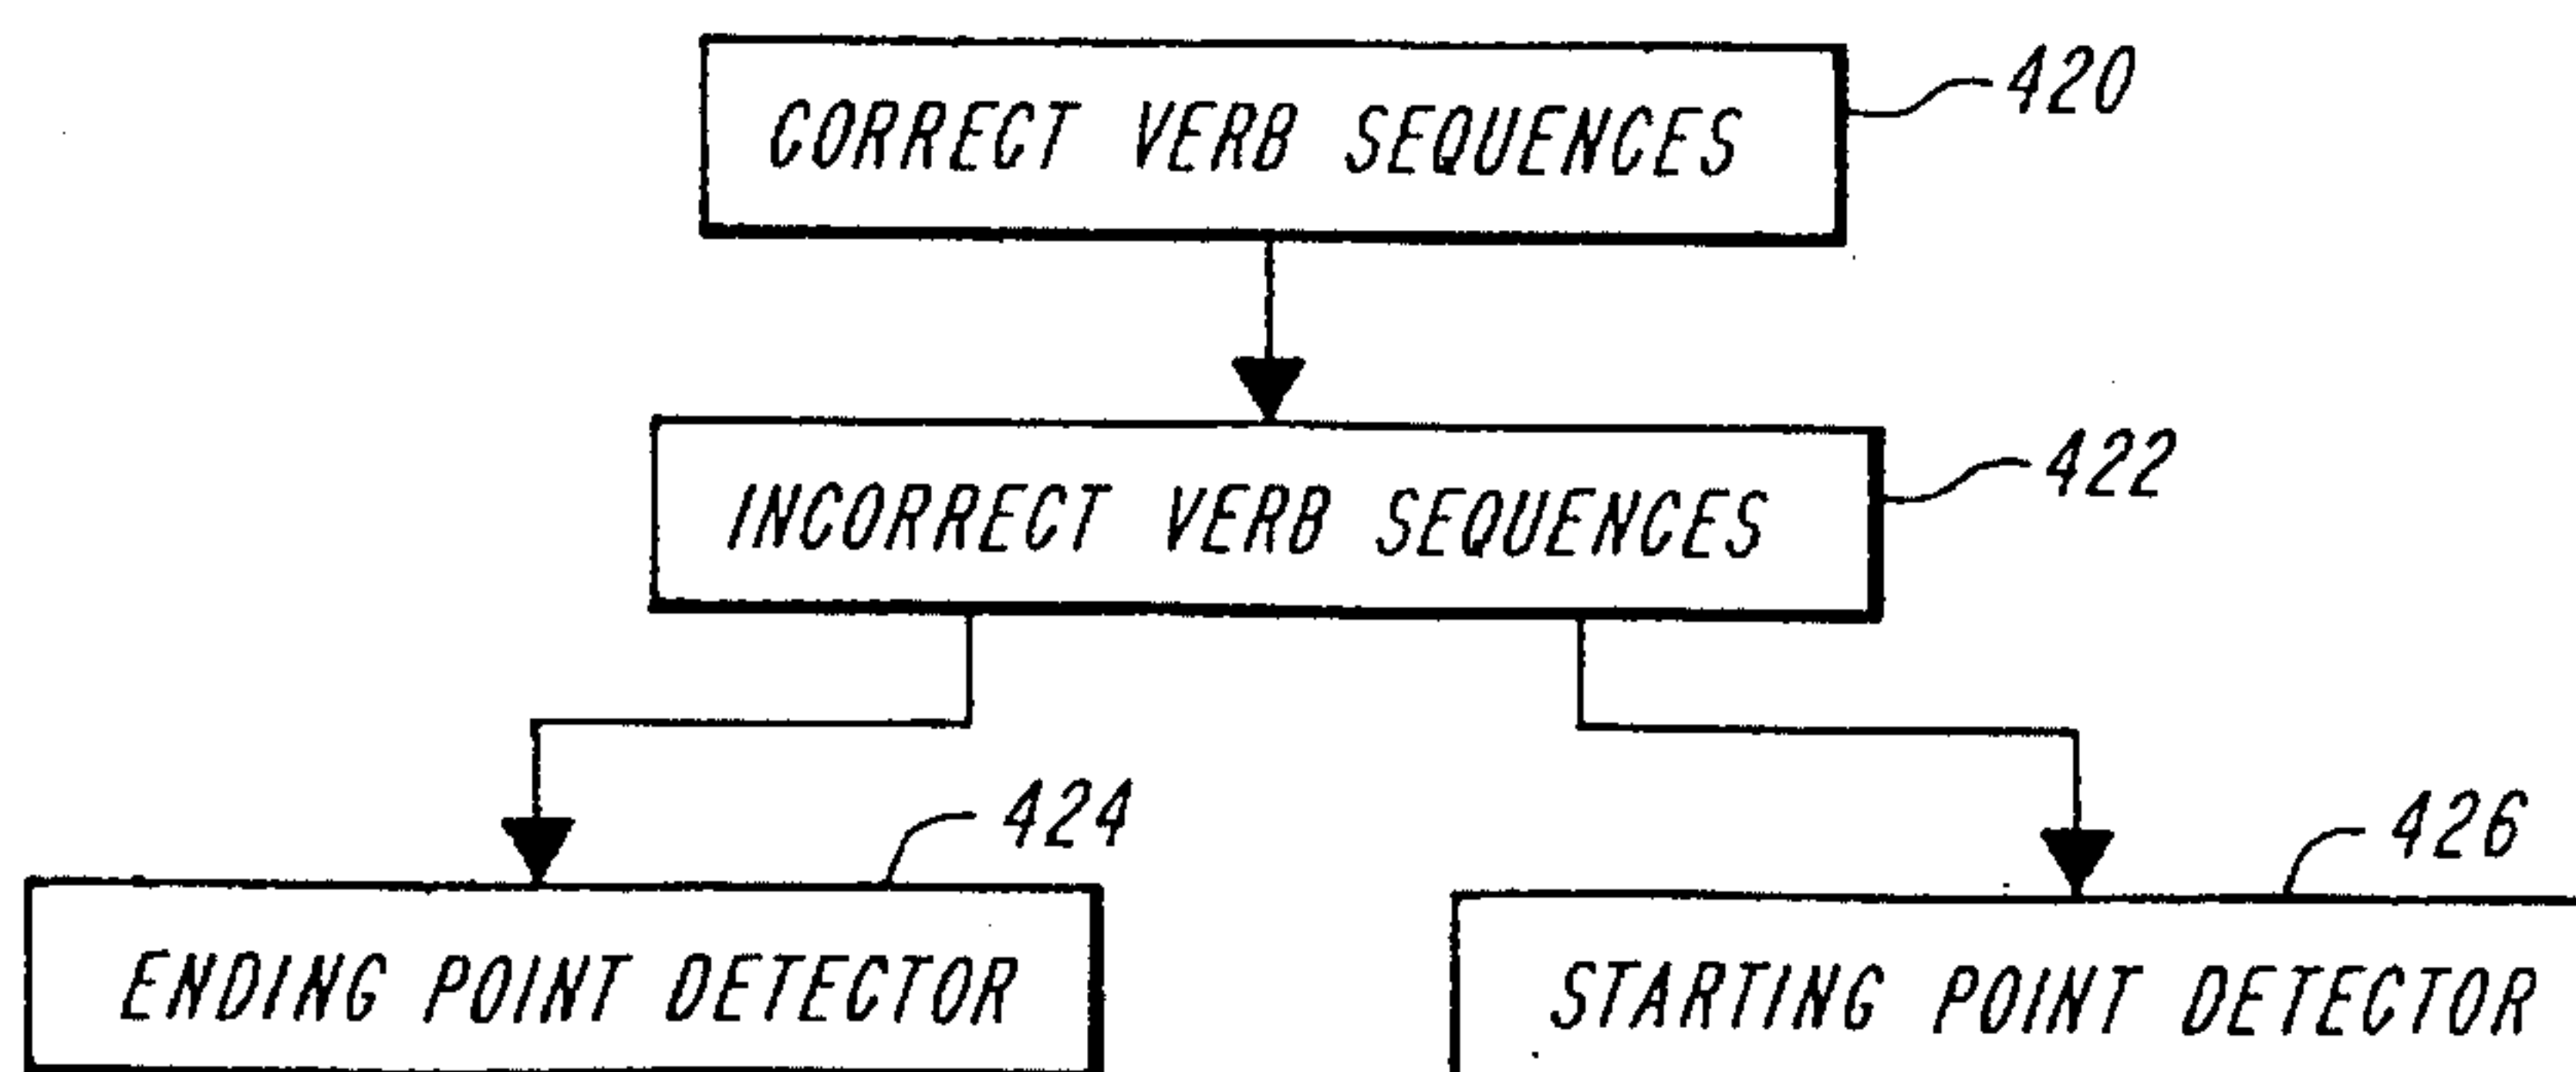 CORRECT VERB SEQUENCES 420
INCORRECT VERB SEQUENCES 422
424
426
ENDING POINT DETECTOR
STARTING POINT DETECTOR